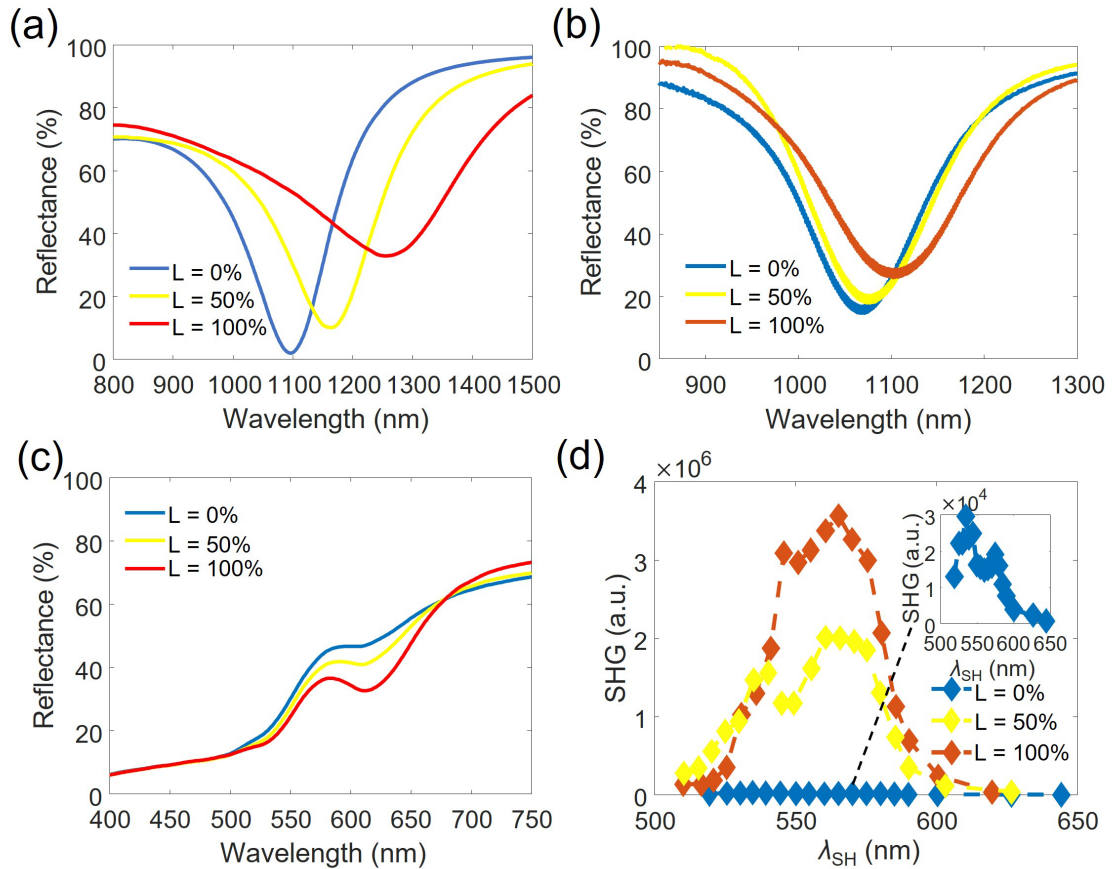 (a)
100
80
60
40
20
0
Reflectance (%)
L = 0%
L = 50%
L = 100%
800 900 1000 1100 1200 1300 1400 1500
Wavelength (nm)
(b)
100
80
60
40
20
0
Reflectance (%)
L = 0%
L = 50%
L = 100%
900 1000 1100 1200 1300
Wavelength (nm)
(c)
100
80
60
40
20
0
Reflectance (%)
L = 0%
L = 50%
L = 100%
400 450 500 550 600 650 700 750
Wavelength (nm)
(d)
×10⁶
4
3
2
1
0
SHG (a.u.)
×10⁴
3
2
1
0
SHG (a.u.)
500 550 600 650
λSH (nm)
L = 0%
L = 50%
L = 100%
500 550 600 650
λSH (nm)